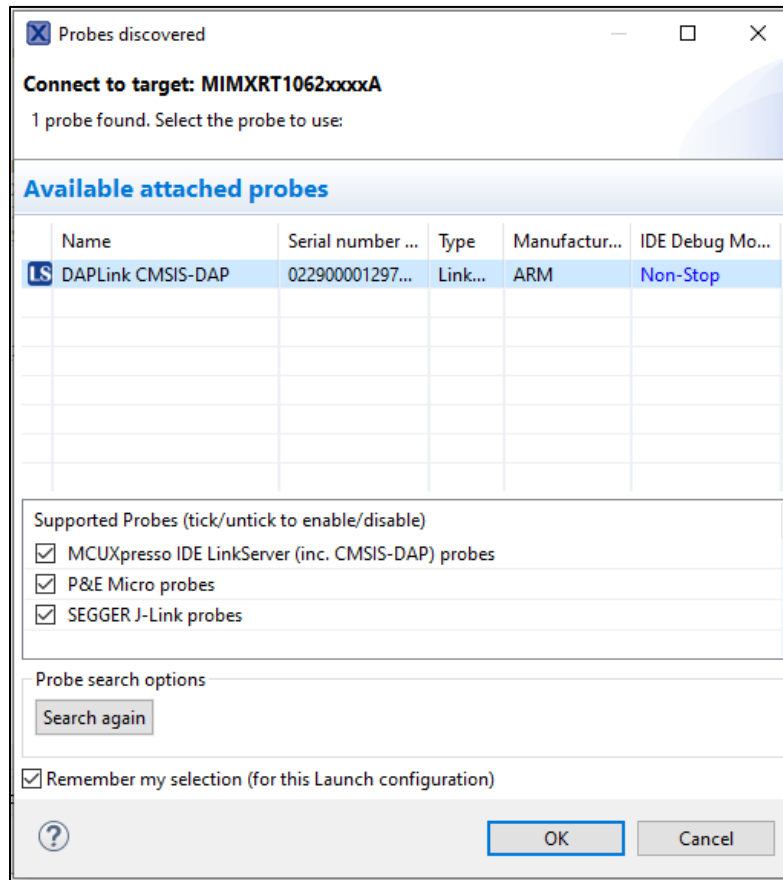 Probes discovered
Connect to target: MIMXRT1062xxxxA
1 probe found. Select the probe to use:
Available attached probes
Name Serial number ... Type Manufactur... IDE Debug Mo...
LS DAPLink CMSIS-DAP 022900001297... Link... ARM Non-Stop
Supported Probes (tick/untick to enable/disable)
MCUXpresso IDE LinkServer (inc. CMSIS-DAP) probes
P&E Micro probes
SEGGER J-Link probes
Probe search options
Search again
Remember my selection (for this Launch configuration)
? OK Cancel